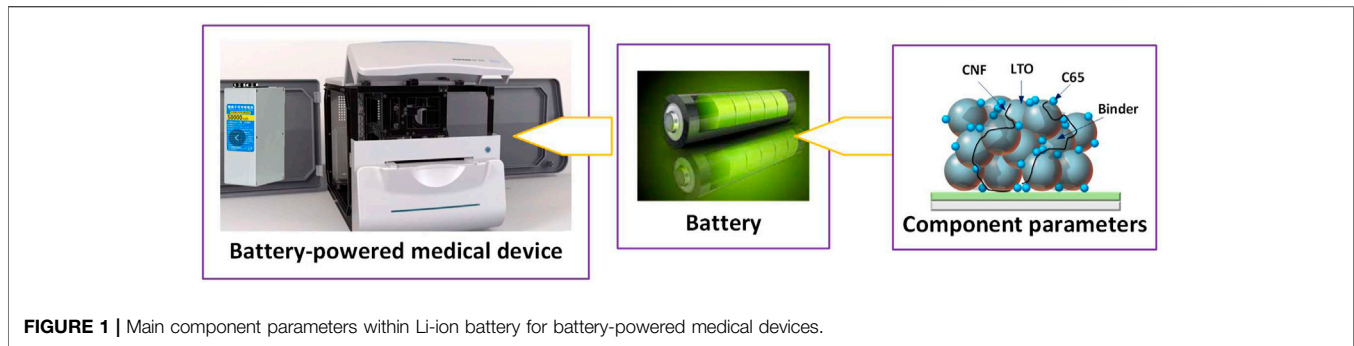 CNF
LTO
C65
Binder
Battery-powered medical device
Battery
Component parameters
FIGURE 1 | Main component parameters within Li-ion battery for battery-powered medical devices.